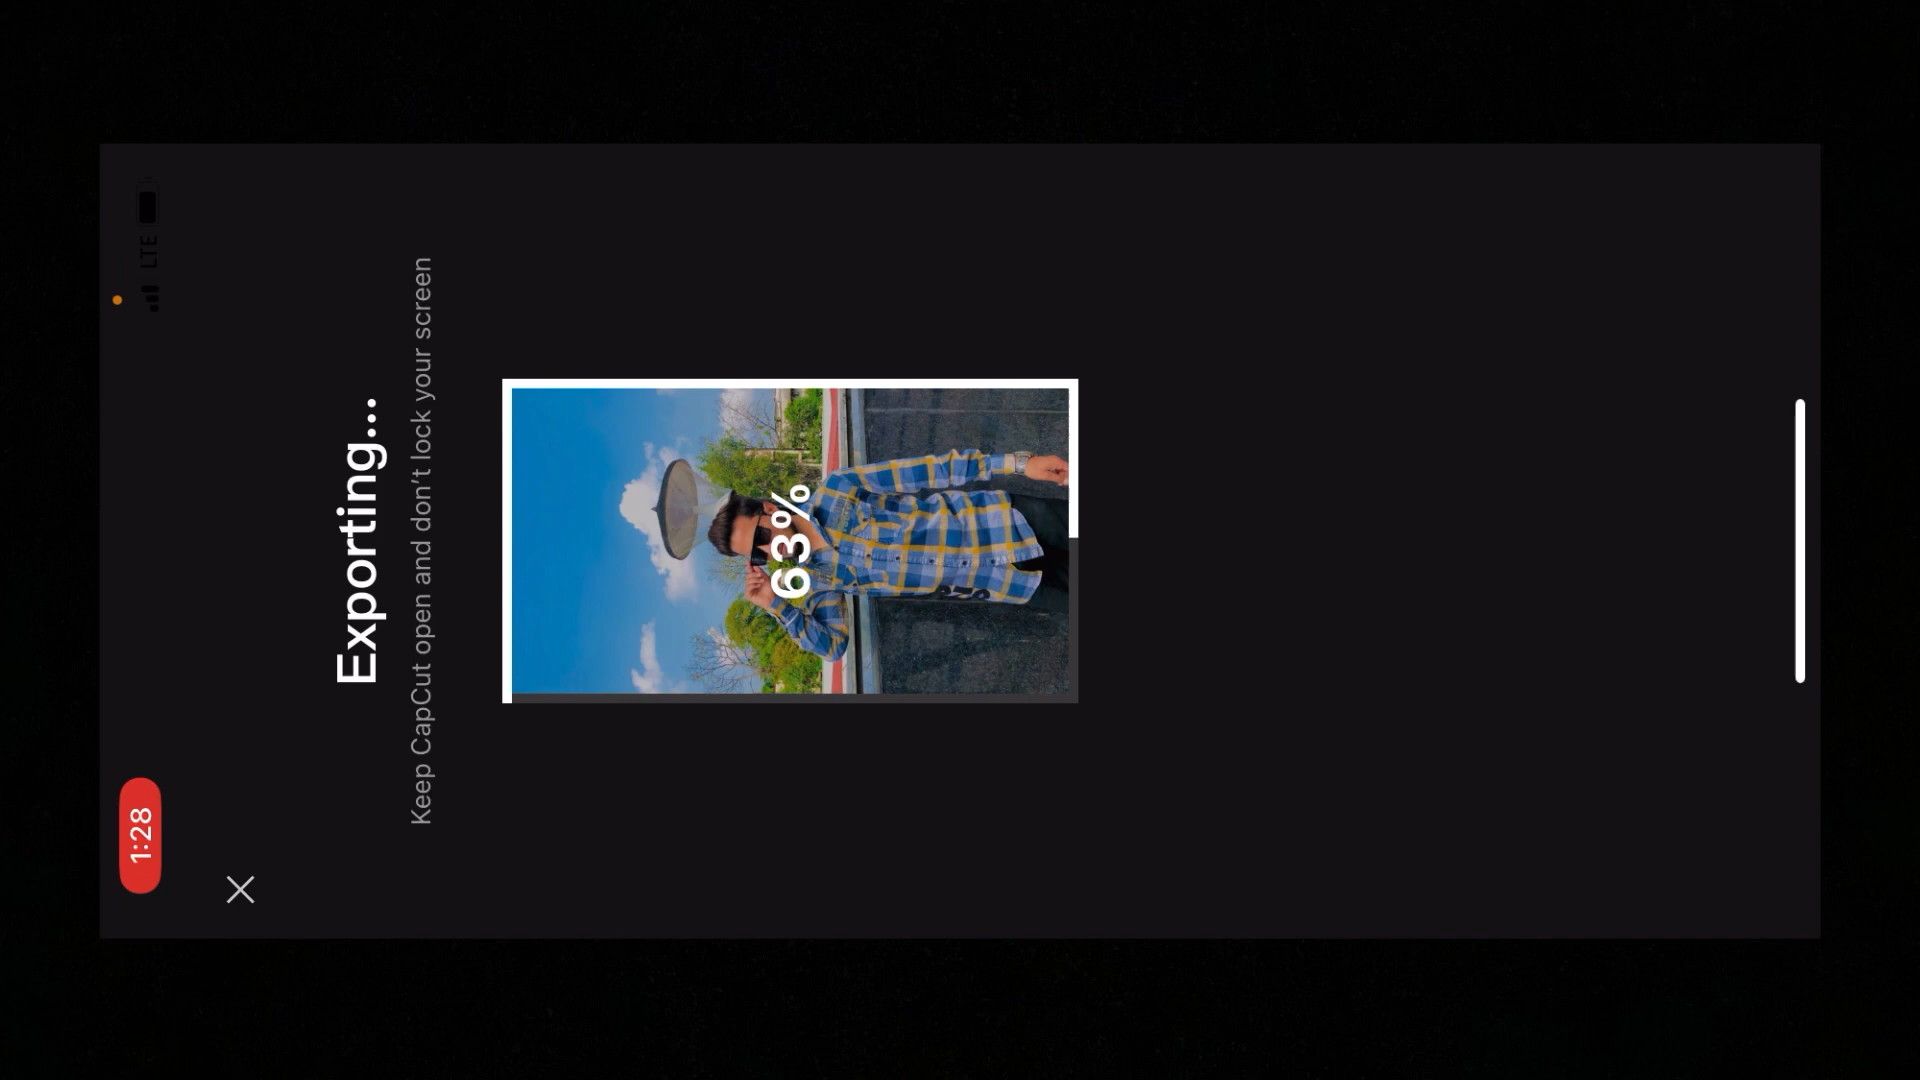 1:28
LTE
Exporting...
Keep CapCut open and don't lock your screen
63%